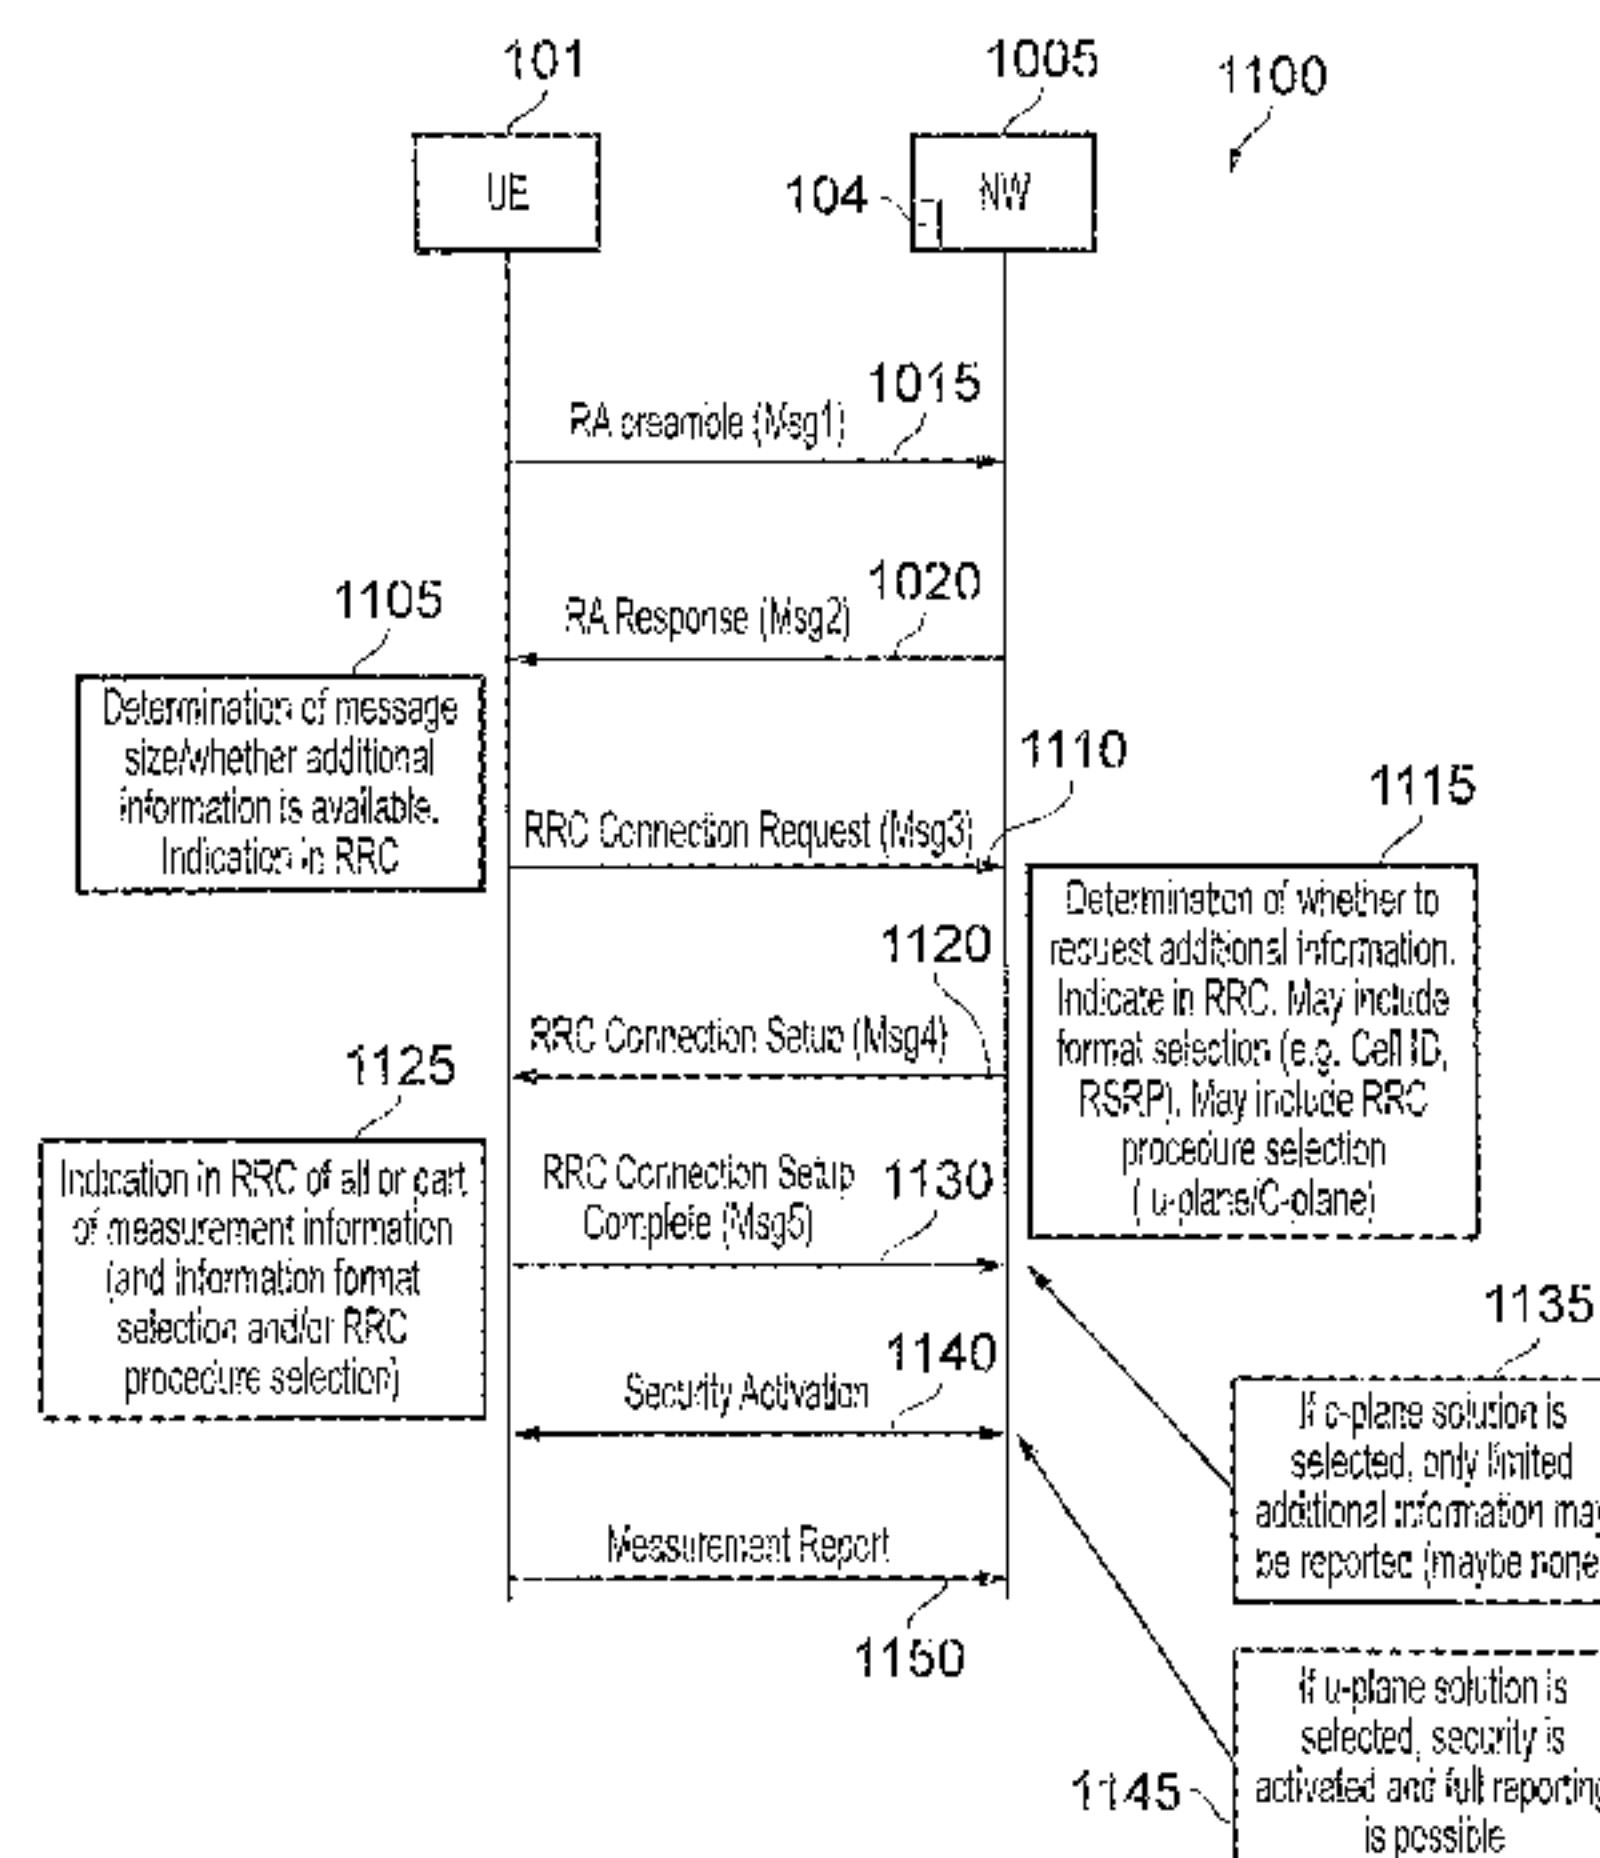 101
1005
1100
UE
104
NW
1015
RA preamble (Msg1)
1020
RA Response (Msg2)
1105
Determination of message
size/whether additional
information is available.
Indication in RRC
1110
RRC Connection Request (Msg3)
1115
Determination of whether to
request additional information.
Indicate in RRC. May include
format selection (e.g. Cell ID,
RSRP). May include RRC
procedure selection
( u-plane/C-plane)
1120
RRC Connection Setup (Msg4)
1125
Indication in RRC of all or part
of measurement information
(and information format
selection and/or RRC
procedure selection)
RRC Connection Setup
Complete (Msg5)
1130
1135
If c-plane solution is
selected, only limited
additional information may
be reported (maybe none
1140
Security Activation
Measurement Report
1150
1145
If u-plane solution is
selected, security is
activated and full reporting
is possible